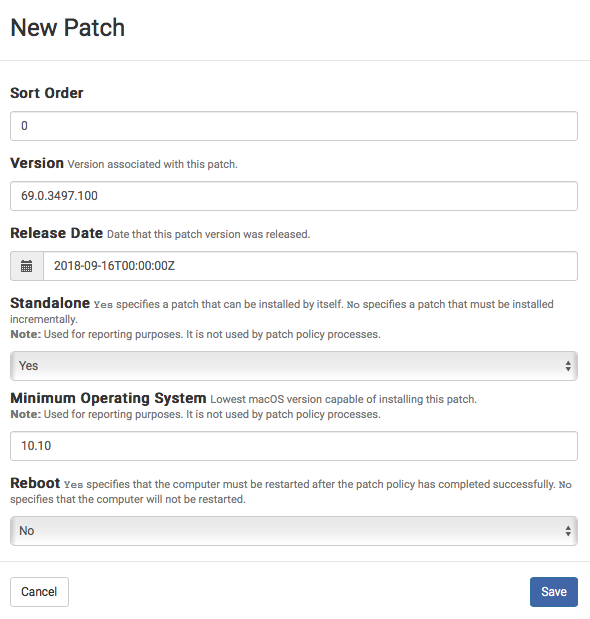 New Patch
Sort Order
0
Version Version associated with this patch.
69.0.3497.100
Release Date Date that this patch version was released.
2018-09-16T00:00:00Z
Standalone Yes specifies a patch that can be installed by itself. No specifies a patch that must be installed
incrementally.
Note: Used for reporting purposes. It is not used by patch policy processes.
Yes
Minimum Operating System Lowest macOS version capable of installing this patch.
Note: Used for reporting purposes. It is not used by patch policy processes.
10.10
Reboot Yes specifies that the computer must be restarted after the patch policy has completed successfully. No
specifies that the computer will not be restarted.
No
Cancel Save